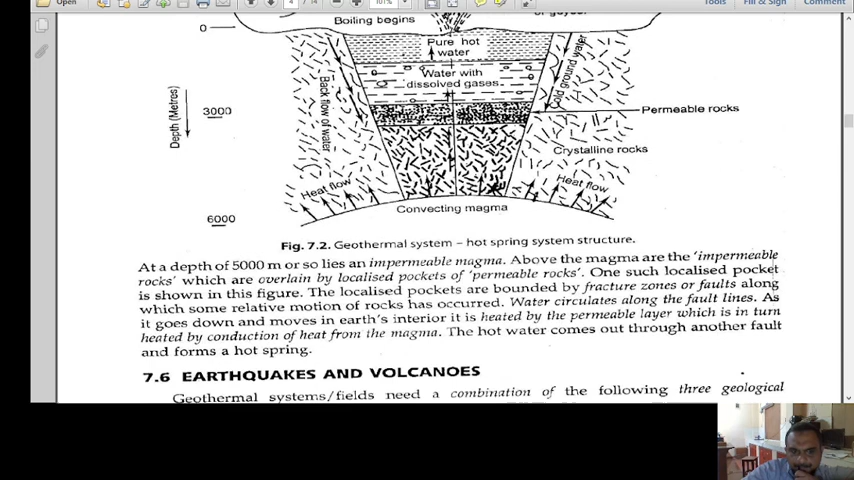 Open
4
/ 14
101%
Tools
Fill & Sign
Comment
0
Boiling begins
of geyser
Pure hot
water
Water with
dissolved gases
Back flow of water
Cold ground water
Depth (Metres)
3000
Permeable rocks
Crystalline rocks
Heat flow
Heat flow
6000
Convecting magma
Fig. 7.2. Geothermal system – hot spring system structure.
At a depth of 5000 m or so lies an impermeable magma. Above the magma are the 'impermeable
rocks' which are overlain by localised pockets of 'permeable rocks'. One such localised pocket
is shown in this figure. The localised pockets are bounded by fracture zones or faults along
which some relative motion of rocks has occurred. Water circulates along the fault lines. As
it goes down and moves in earth's interior it is heated by the permeable layer which is in turn
heated by conduction of heat from the magma. The hot water comes out through another fault
and forms a hot spring.
7.6 EARTHQUAKES AND VOLCANOES
Geothermal systems/fields need a combination of the following three geological